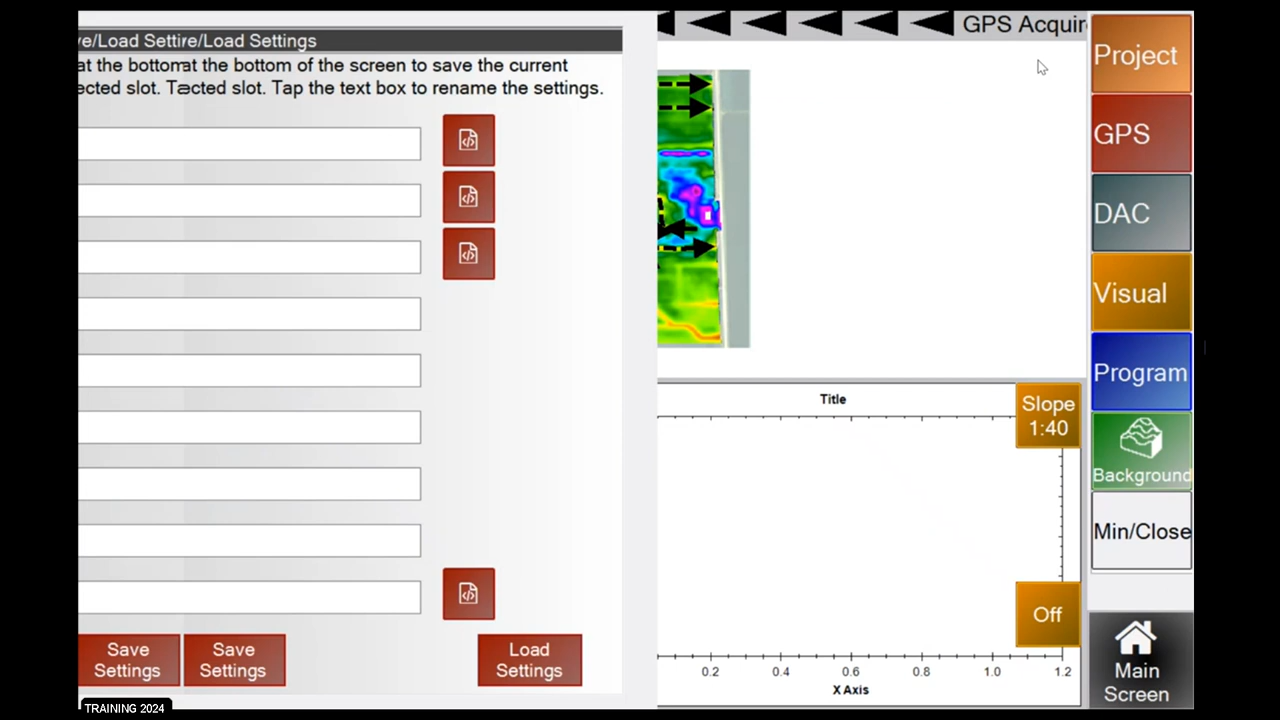 ve/Load Settire/Load Settings
at the bottomat the bottom of the screen to save the current
ected slot. Tæcted slot. Tap the text box to rename the settings.
Save
Settings
Save
Settings
Load
Settings
TRAINING 2024
GPS Acquir
Title
Slope
1:40
Off
0.2 0.4 0.6 0.8 1.0 1.2
X Axis
Project
GPS
DAC
Visual
Program
Background
Min/Close
Main
Screen